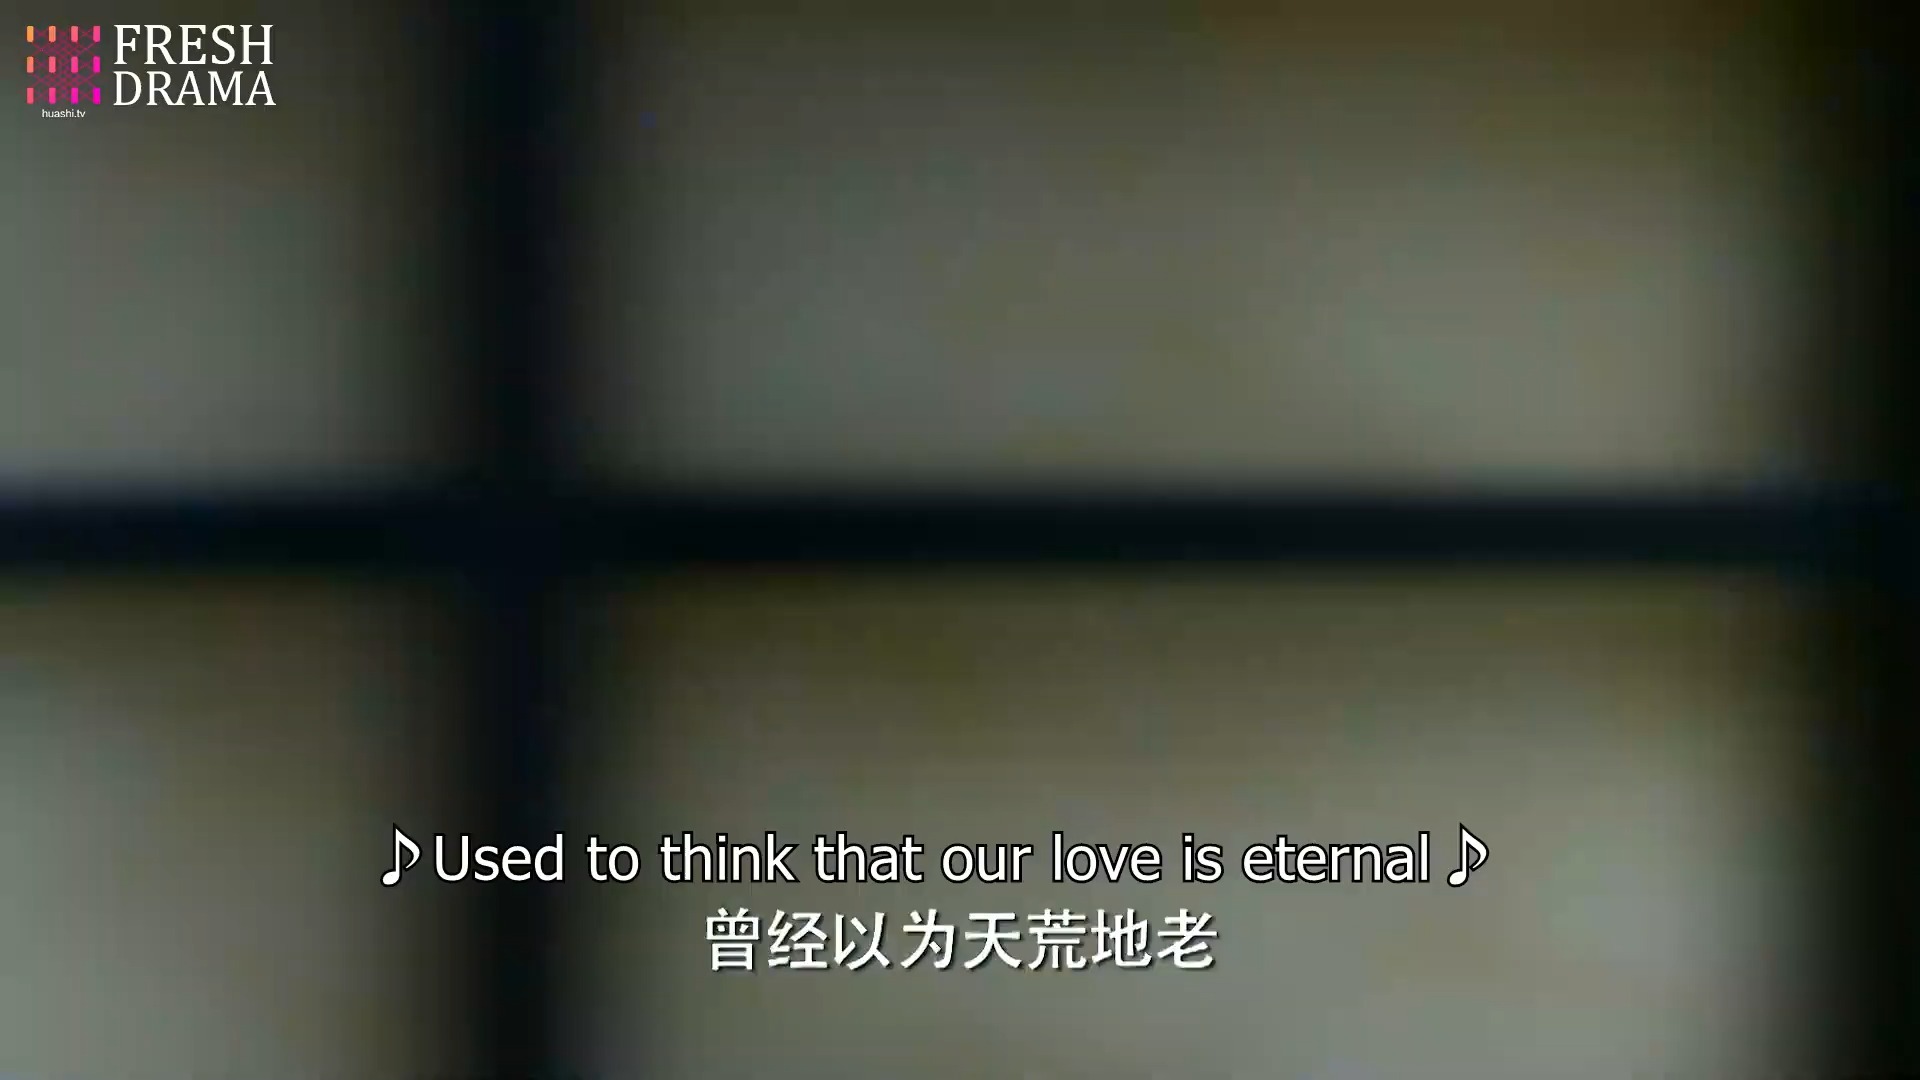 FRESH
DRAMA
huashi.tv
♪Used to think that our love is eternal♪
曾经以为天荒地老